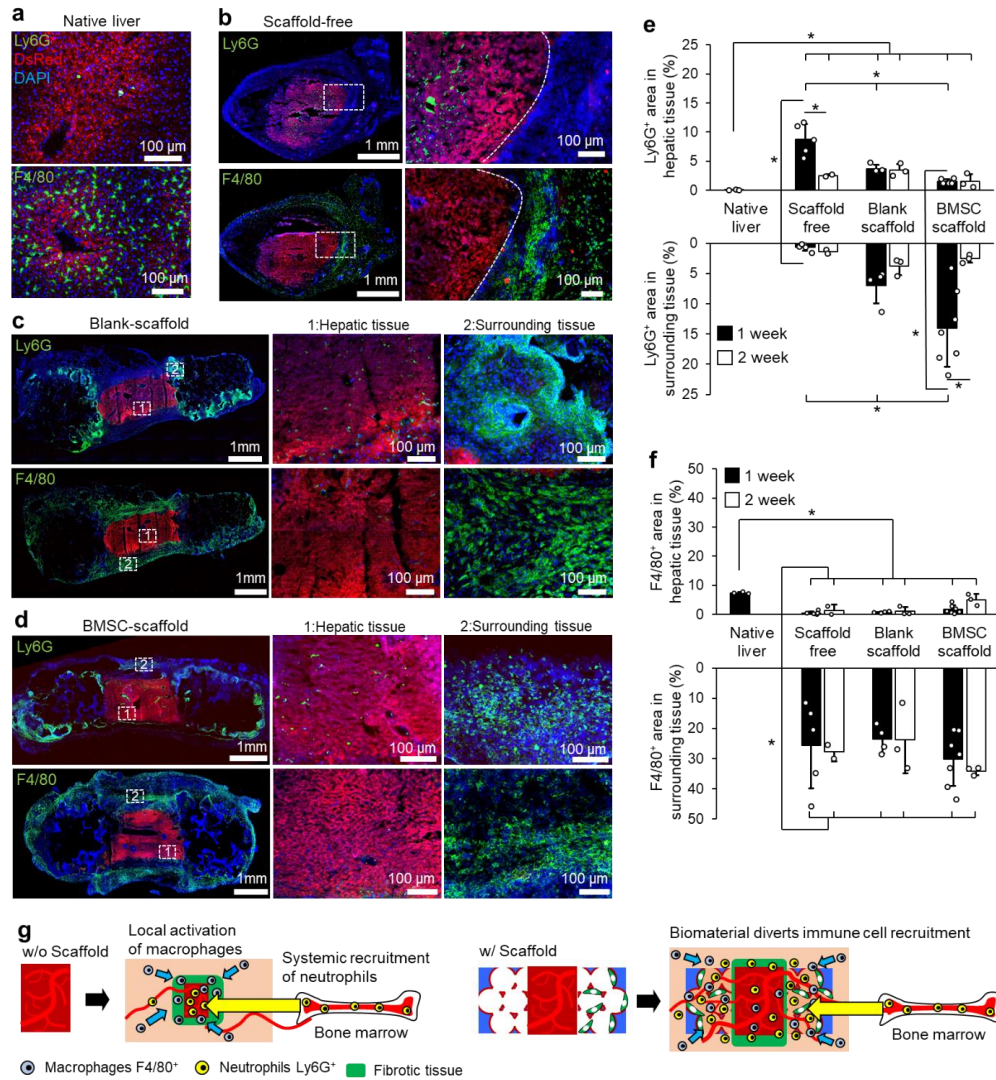 a
Native liver
Ly6G
DsRed
DAPI
100 µm
F4/80
100 µm
b
Scaffold-free
Ly6G
1 mm
100 µm
F4/80
1 mm
100 µm
c
Blank-scaffold
1:Hepatic tissue
2:Surrounding tissue
Ly6G
2
1
1mm
100 µm
100 µm
F4/80
1
2
1mm
100 µm
100 µm
d
BMSC-scaffold
1:Hepatic tissue
2:Surrounding tissue
Ly6G
2
1
1mm
100 µm
100 µm
F4/80
2
1
1mm
100 µm
100 µm
e
Ly6G⁺ area in
hepatic tissue (%)
25
20
15
10
5
0
*
*
*
*
Native
liver
Scaffold
free
Blank
scaffold
BMSC
scaffold
Ly6G⁺ area in
surrounding tissue (%)
0
5
10
15
20
25
1 week
2 week
*
*
*
f
F4/80⁺ area in
hepatic tissue (%)
50
40
30
20
10
0
1 week
2 week
*
Native
liver
Scaffold
free
Blank
scaffold
BMSC
scaffold
F4/80⁺ area in
surrounding tissue (%)
0
10
20
30
40
50
*
g
w/o Scaffold
Local activation
of macrophages
Systemic recruitment
of neutrophils
Bone marrow
w/ Scaffold
Biomaterial diverts immune cell recruitment
Bone marrow
Macrophages F4/80⁺
Neutrophils Ly6G⁺
Fibrotic tissue